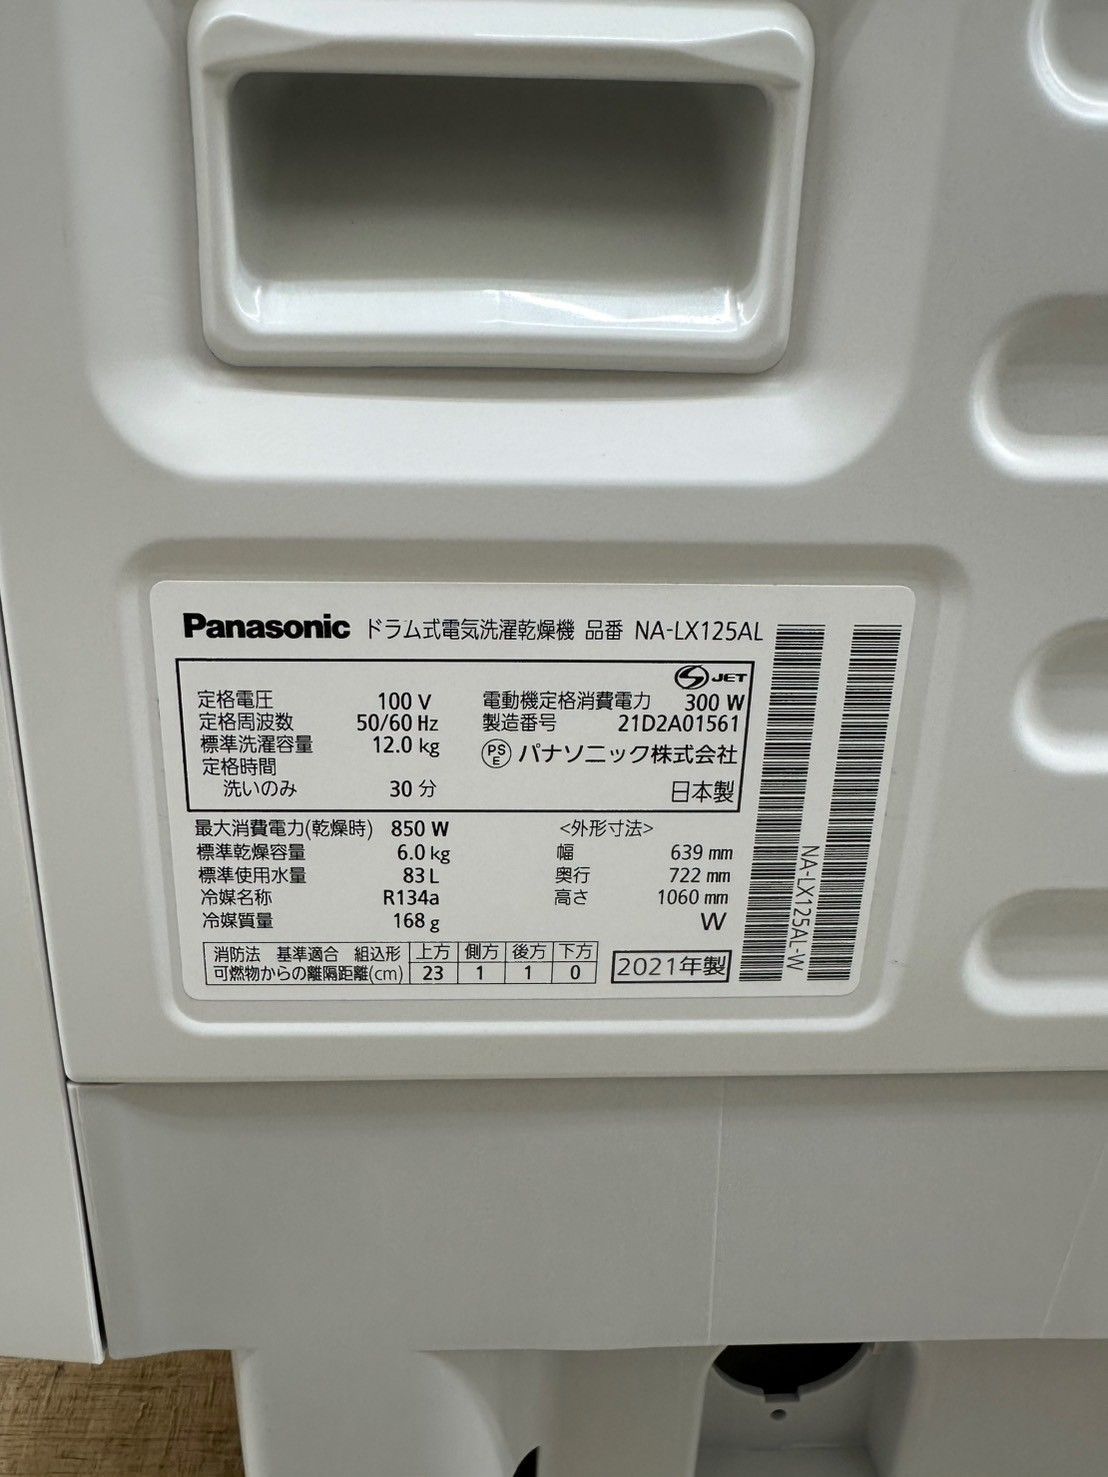 Panasonic ドラム式電気洗濯乾燥機 品番 NA-LX125AL
S JET
定格電圧 100 V
定格周波数 50/60 Hz
標準洗濯容量 12.0 kg
定格時間
洗いのみ 30 分
電動機定格消費電力 300 W
製造番号 21D2A01561
PSE パナソニック株式会社
日本製
最大消費電力(乾燥時) 850 W
標準乾燥容量 6.0 kg
標準使用水量 83 L
冷媒名称 R134a
冷媒質量 168 g
<外形寸法>
幅 639 mm
奥行 722 mm
高さ 1060 mm
W
消防法 基準適合 組込形 上方 側方 後方 下方
可燃物からの離隔距離(cm) 23 1 1 0
2021年製
NA-LX125AL-W